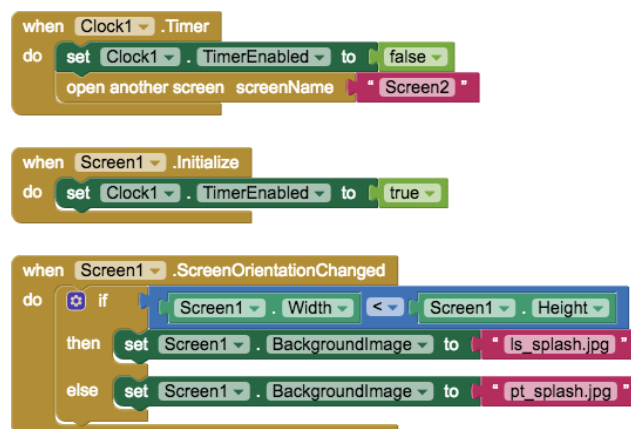 when Clock1 .Timer
do set Clock1 . TimerEnabled to false
open another screen screenName " Screen2 "
when Screen1 .Initialize
do set Clock1 . TimerEnabled to true
when Screen1 .ScreenOrientationChanged
do if Screen1 . Width < Screen1 . Height
then set Screen1 . BackgroundImage to " ls_splash.jpg "
else set Screen1 . BackgroundImage to " pt_splash.jpg "